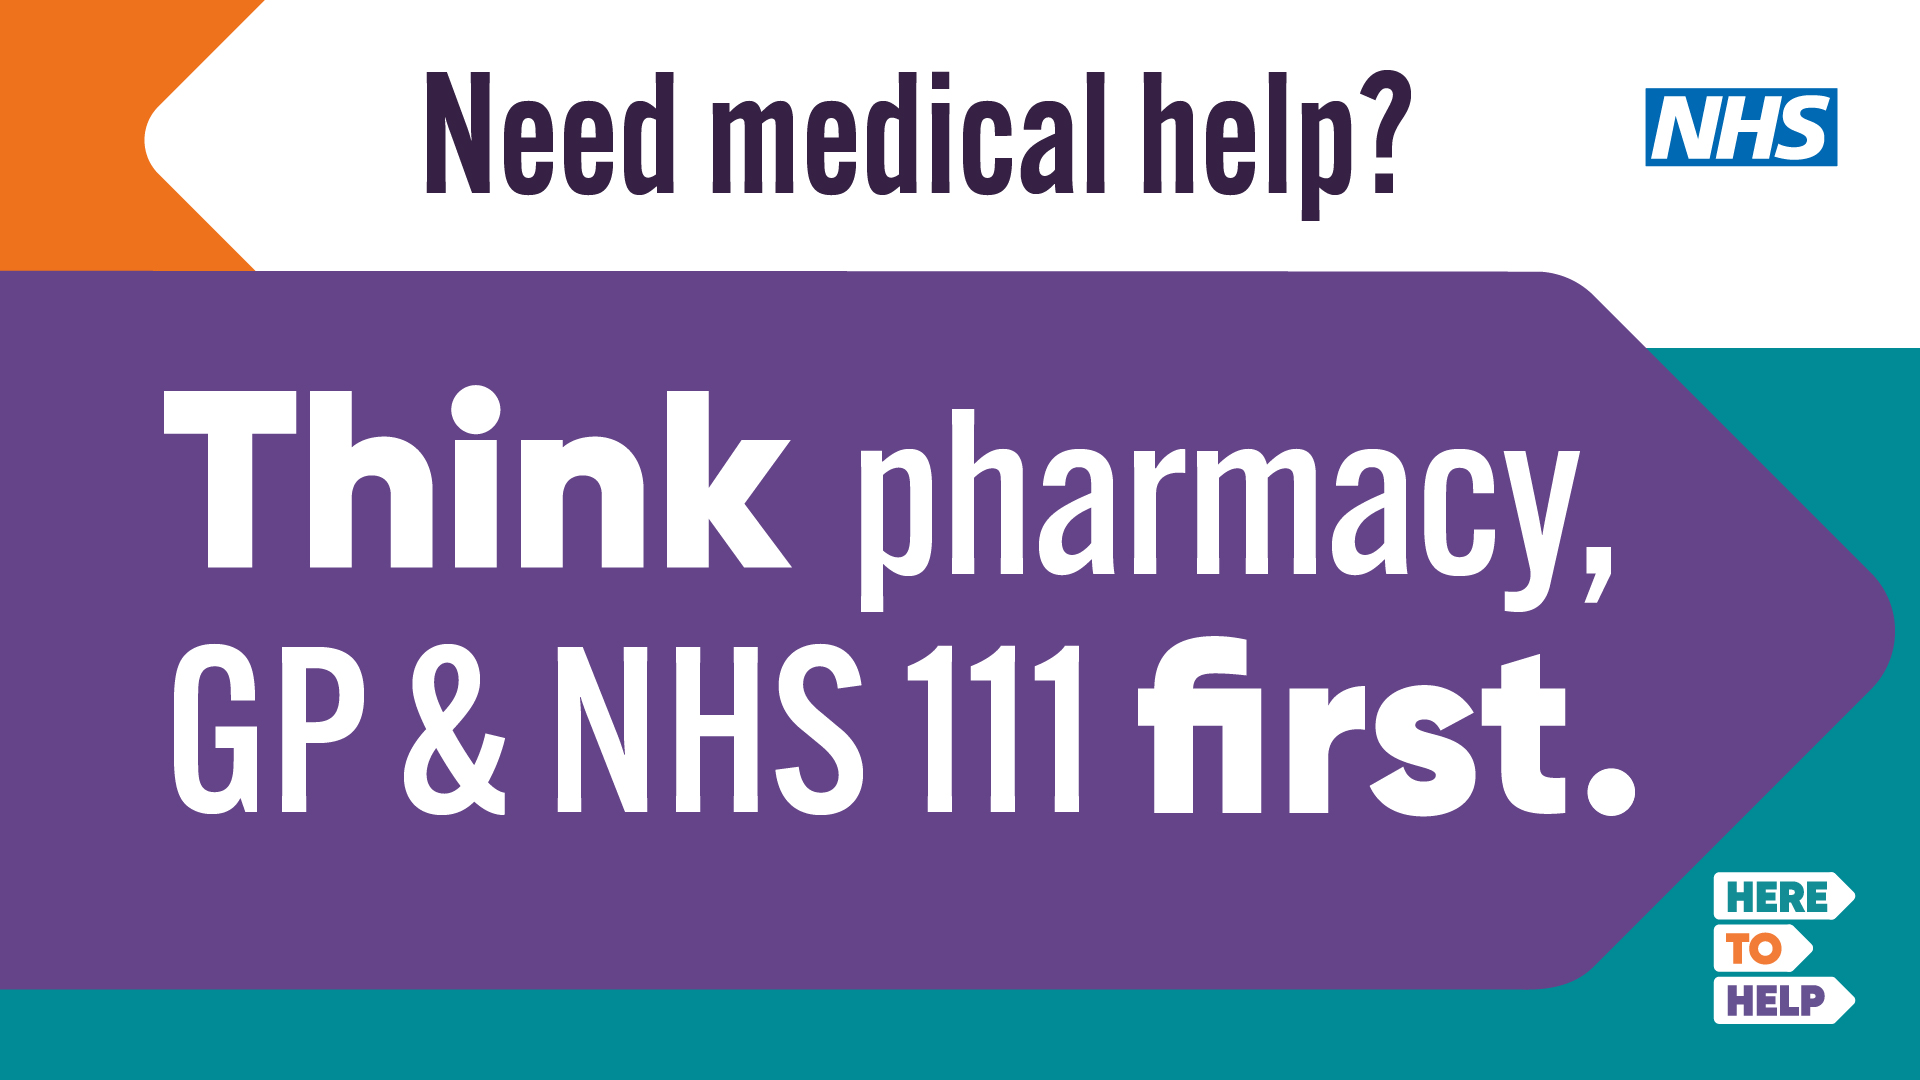 Need medical help?
NHS
Think pharmacy,
GP & NHS 111 first.
HERE
TO
HELP